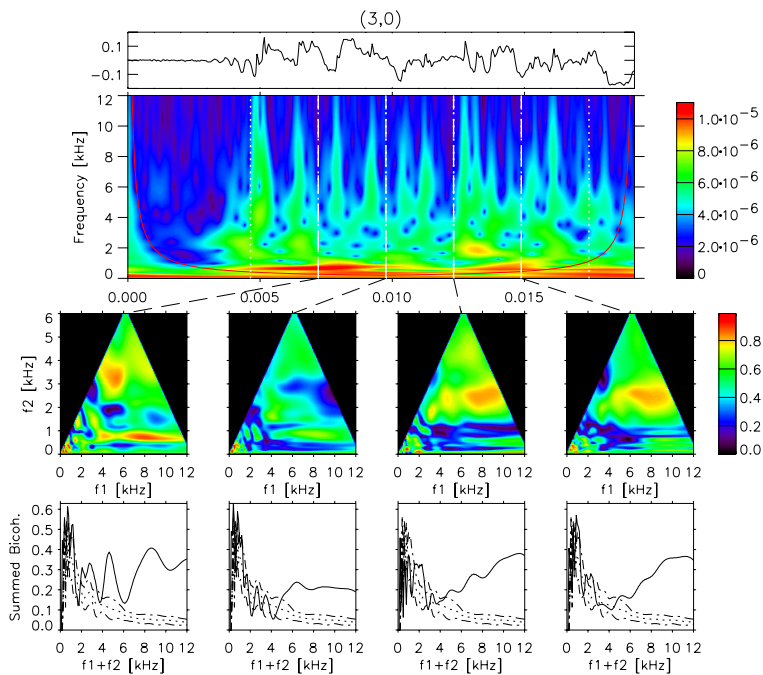 (3,0)
0.1
-0.1
Frequency [kHz]
12
10
8
6
4
2
0
0.000 0.005 0.010 0.015
1.0•10⁻⁵
8.0•10⁻⁶
6.0•10⁻⁶
4.0•10⁻⁶
2.0•10⁻⁶
0
f2 [kHz]
6
5
4
3
2
1
0
0 2 4 6 8 10 12
0 2 4 6 8 10 12
0 2 4 6 8 10 12
0 2 4 6 8 10 12
f1 [kHz] f1 [kHz] f1 [kHz] f1 [kHz]
0.8
0.6
0.4
0.2
0.0
Summed Bicoh.
0.6
0.5
0.4
0.3
0.2
0.1
0.0
0 2 4 6 8 10 12
0 2 4 6 8 10 12
0 2 4 6 8 10 12
0 2 4 6 8 10 12
f1+f2 [kHz] f1+f2 [kHz] f1+f2 [kHz] f1+f2 [kHz]